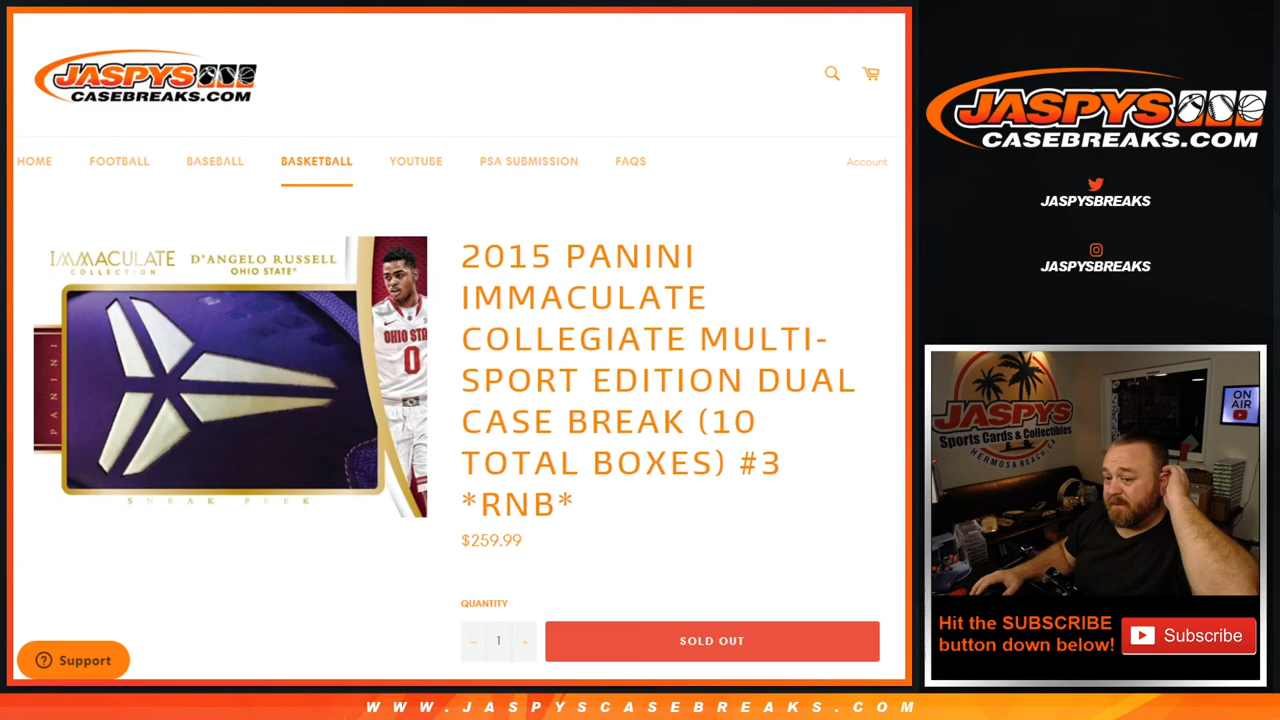 JASPYS
CASEBREAKS.COM
HOME
FOOTBALL
BASEBALL
BASKETBALL
YOUTUBE
PSA SUBMISSION
FAQS
Account
IMMACULATE
COLLECTION
D'ANGELO RUSSELL
OHIO STATE*
PANINI
OHIO STA
0
SNEAK PEEK
2015 PANINI
IMMACULATE
COLLEGIATE MULTI-
SPORT EDITION DUAL
CASE BREAK (10
TOTAL BOXES) #3
*RNB*
$259.99
QUANTITY
− 1 +
SOLD OUT
Support
JASPYS
CASEBREAKS.COM
JASPYSBREAKS
JASPYSBREAKS
JASPYS
Sports Cards & Collectibles
HERMOSA BEACH, CA
ON
AIR
Hit the SUBSCRIBE
button down below!
Subscribe
WWW.JASPYSCASEBREAKS.COM